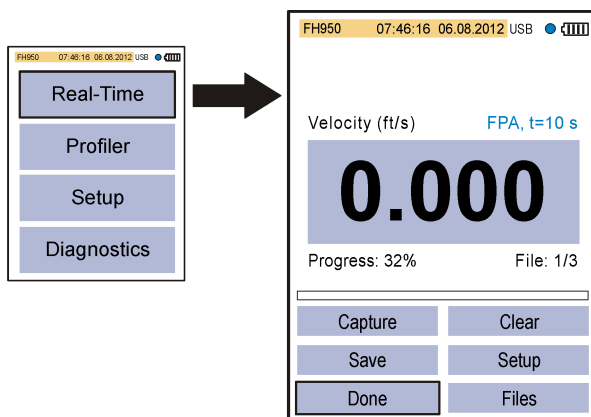 FH950 07:46:16 06.08.2012 USB
Real-Time
Profiler
Setup
Diagnostics
FH950 07:46:16 06.08.2012 USB
Velocity (ft/s) FPA, t=10 s
0.000
Progress: 32% File: 1/3
Capture Clear
Save Setup
Done Files